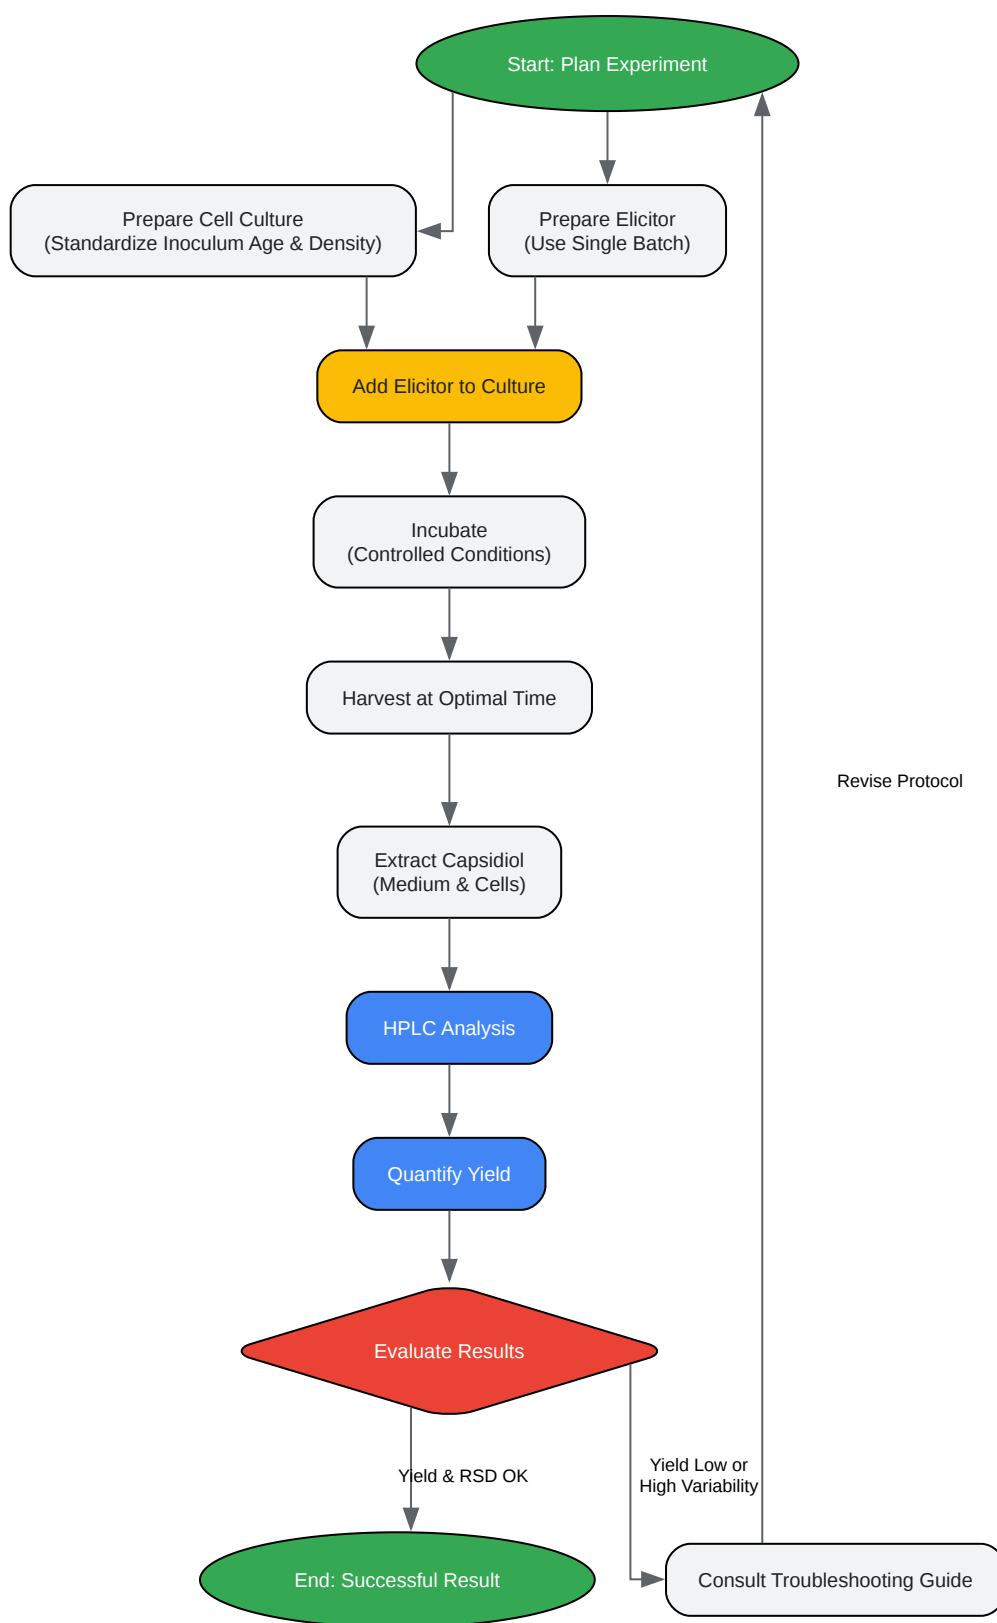 Start: Plan Experiment
Prepare Cell Culture
(Standardize Inoculum Age & Density)
Prepare Elicitor
(Use Single Batch)
Add Elicitor to Culture
Incubate
(Controlled Conditions)
Harvest at Optimal Time
Revise Protocol
Extract Capsidiol
(Medium & Cells)
HPLC Analysis
Quantify Yield
Evaluate Results
Yield & RSD OK
Yield Low or
High Variability
End: Successful Result
Consult Troubleshooting Guide